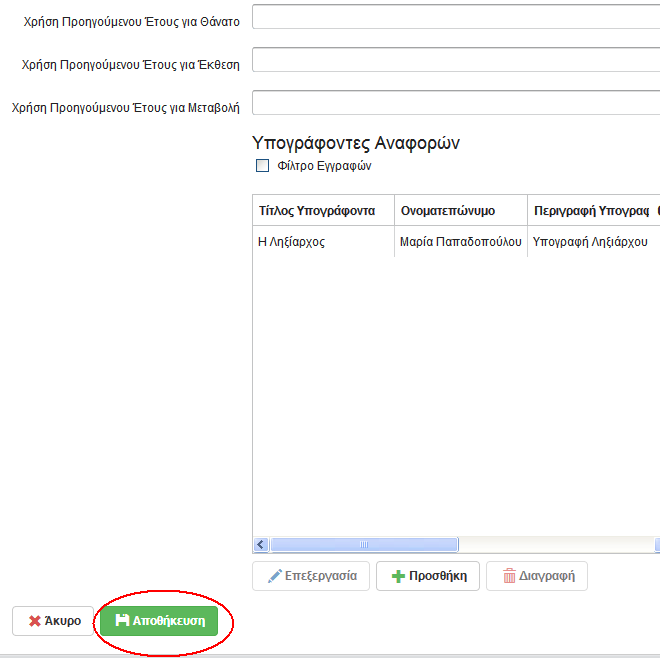 Χρήση Προηγούμενου Έτους για Θάνατο
Χρήση Προηγούμενου Έτους για Έκθεση
Χρήση Προηγούμενου Έτους για Μεταβολή
Υπογράφοντες Αναφορών
Φίλτρο Εγγραφών
Τίτλος Υπογράφοντα Ονοματεπώνυμο Περιγραφή Υπογραφ
Η Ληξίαρχος Μαρία Παπαδοπούλου Υπογραφή Ληξιάρχου
Επεξεργασία Προσθήκη Διαγραφή
Άκυρο Αποθήκευση